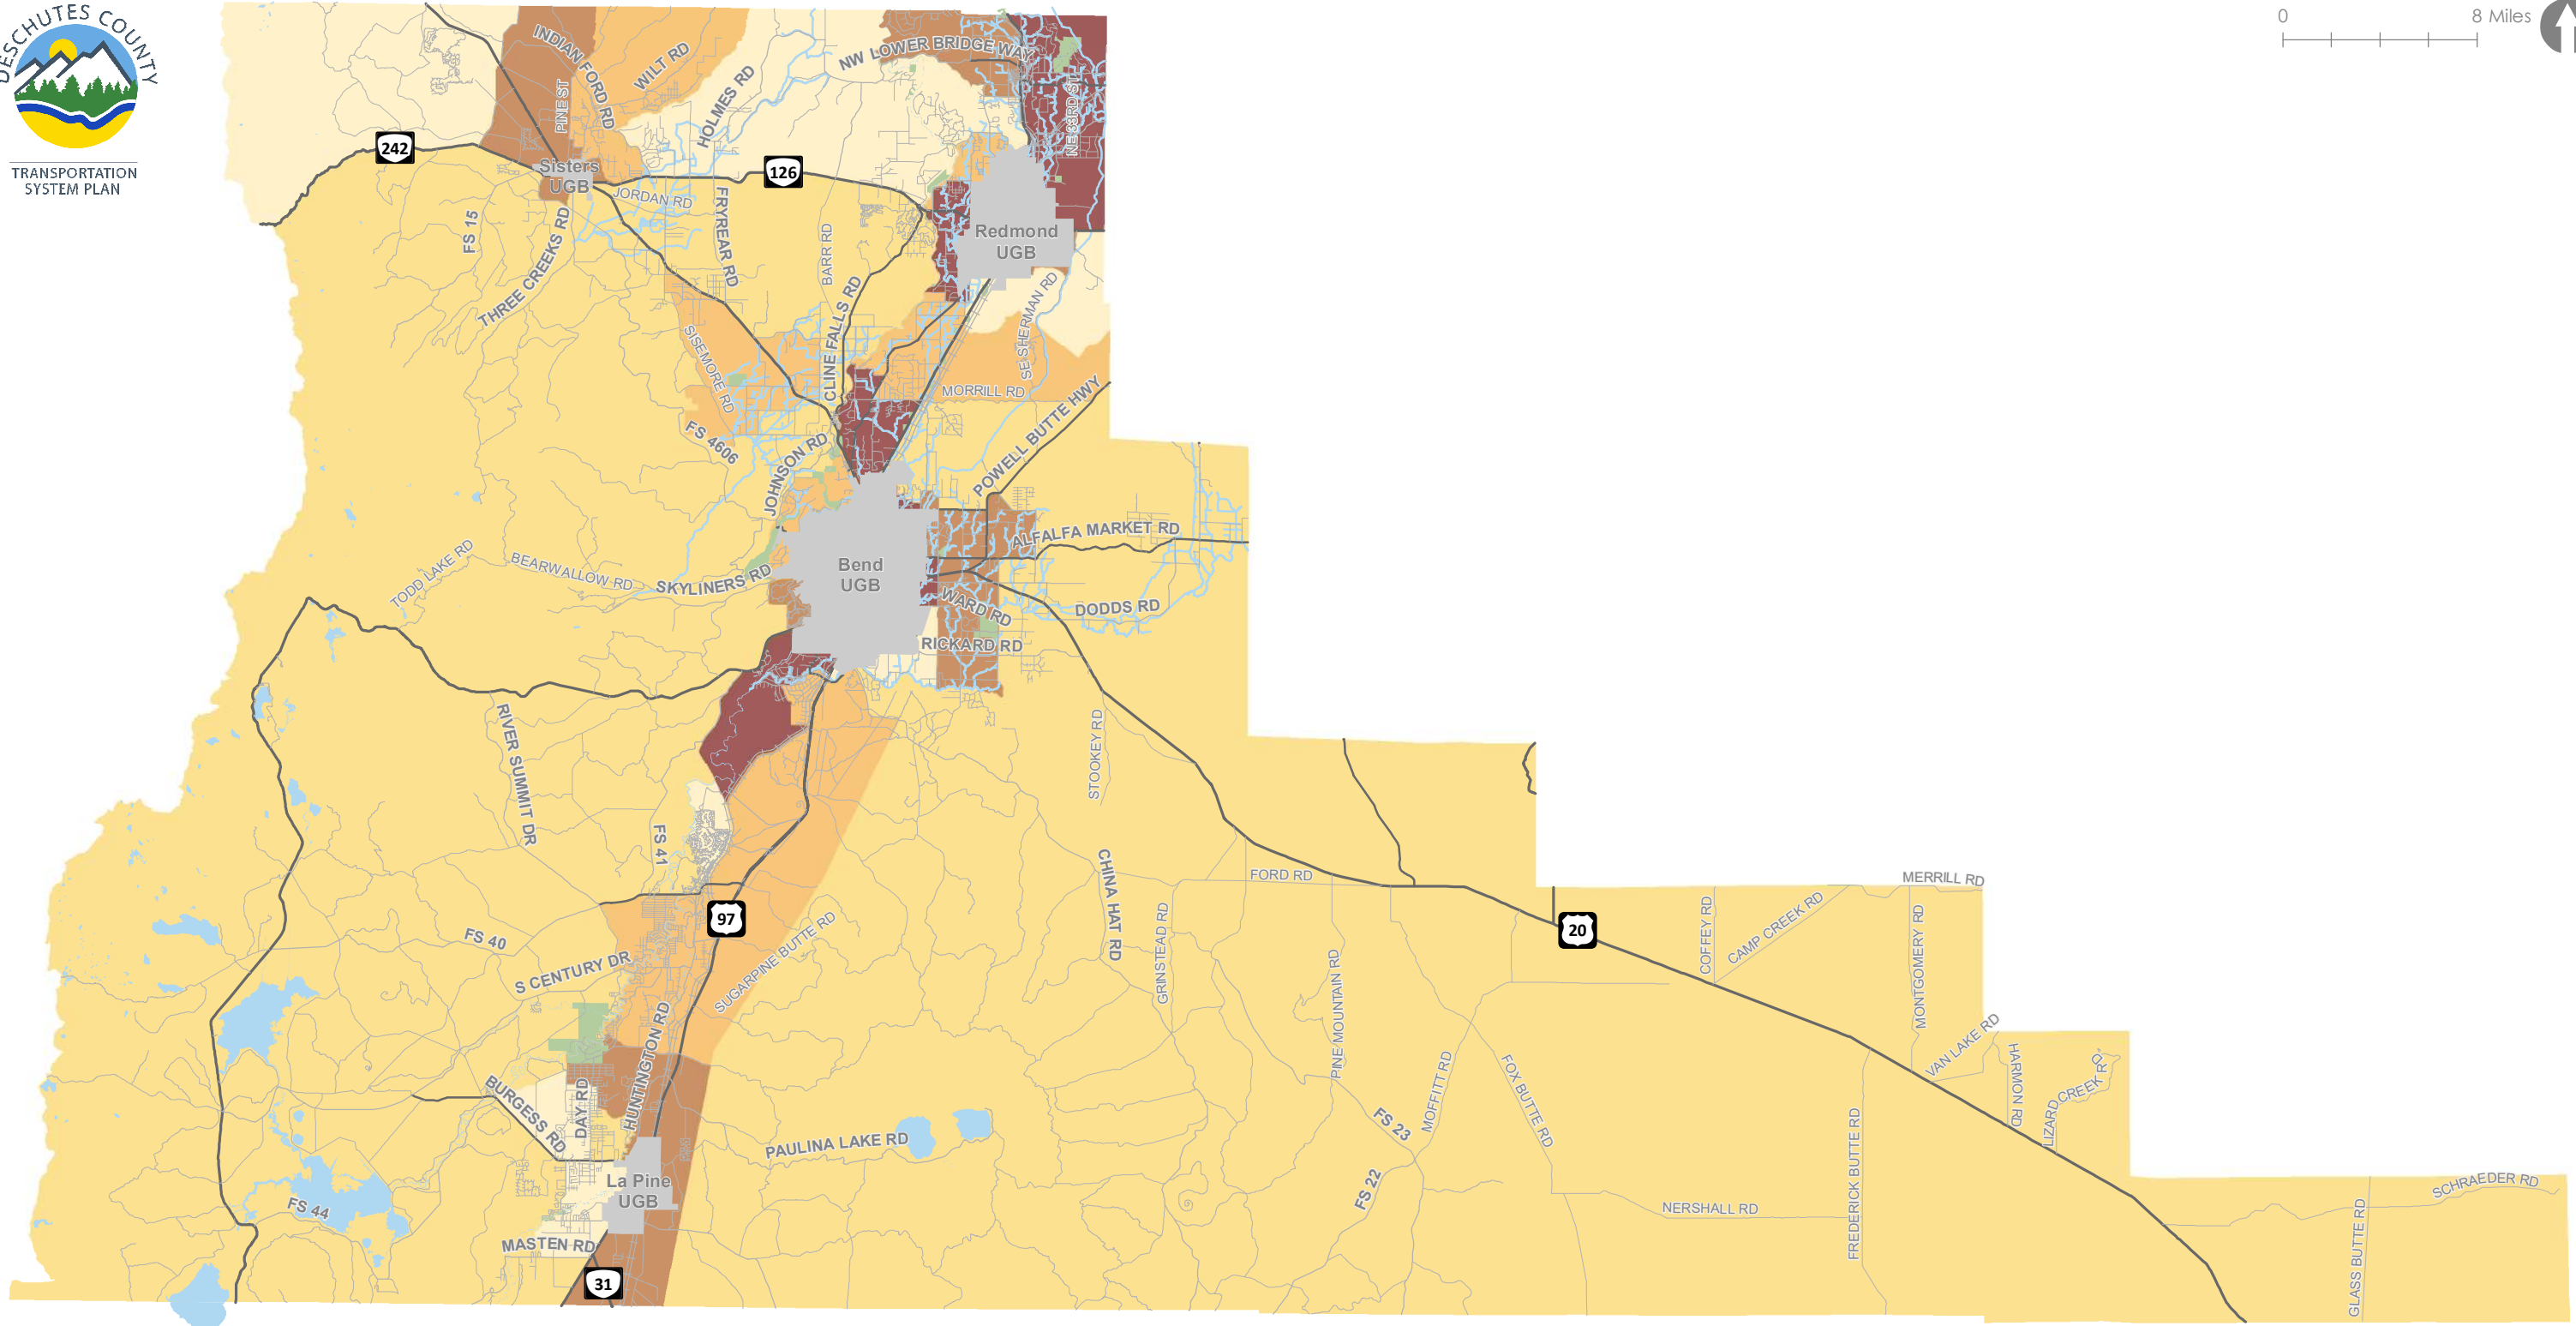 DESCHUTES COUNTY
TRANSPORTATION
SYSTEM PLAN
0 8 Miles
INDIAN FORD RD
WILT RD
PINE ST
HOLMES RD
NW LOWER BRIDGE WAY
NE 33RD ST
242
126
Sisters
UGB
JORDAN RD
FRYREAR RD
FS 15
THREE CREEKS RD
BARR RD
Redmond
UGB
CLINE FALLS RD
SE SHERMAN RD
SISEMORE RD
MORRILL RD
POWELL BUTTE HWY
FS 4606
JOHNSON RD
ALFALFA MARKET RD
TODD LAKE RD
BEARWALLOW RD
SKYLINERS RD
Bend
UGB
WARD RD
DODDS RD
RICKARD RD
RIVER SUMMIT DR
STOOKEY RD
FS 41
CHINA HAT RD
FORD RD
MERRILL RD
97
20
FS 40
S CENTURY DR
SUGARPINE BUTTE RD
GRINSTEAD RD
PINE MOUNTAIN RD
COFFEY RD
CAMP CREEK RD
MONTGOMERY RD
HUNTINGTON RD
MOFFITT RD
FOX BUTTE RD
VAN LAKE RD
HARMON RD
LIZARD CREEK RD
BURGESS RD
DAY RD
PAULINA LAKE RD
FS 23
FREDERICK BUTTE RD
La Pine
UGB
FS 44
FS 22
NERSHALL RD
SCHRAEDER RD
GLASS BUTTE RD
MASTEN RD
31